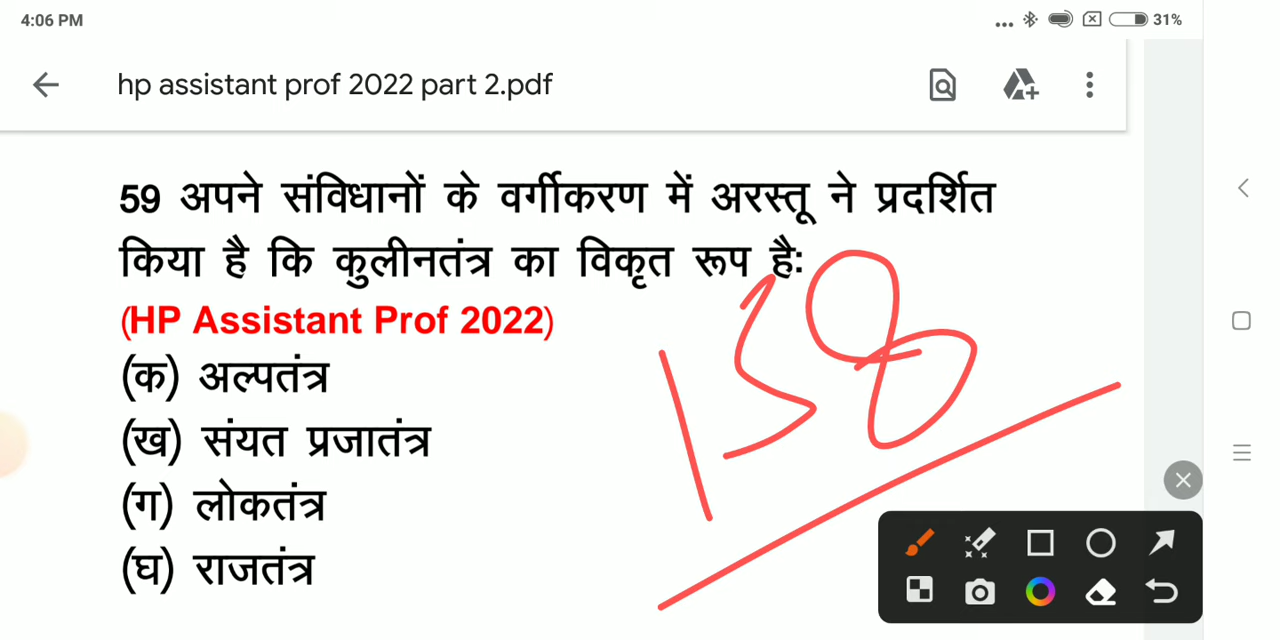 4:06 PM
31%
hp assistant prof 2022 part 2.pdf
59 अपने संविधानों के वर्गीकरण में अरस्तू ने प्रदर्शित
किया है कि कुलीनतंत्र का विकृत रूप है:
(HP Assistant Prof 2022)
158
(क) अल्पतंत्र
(ख) संयत प्रजातंत्र
(ग) लोकतंत्र
(घ) राजतंत्र